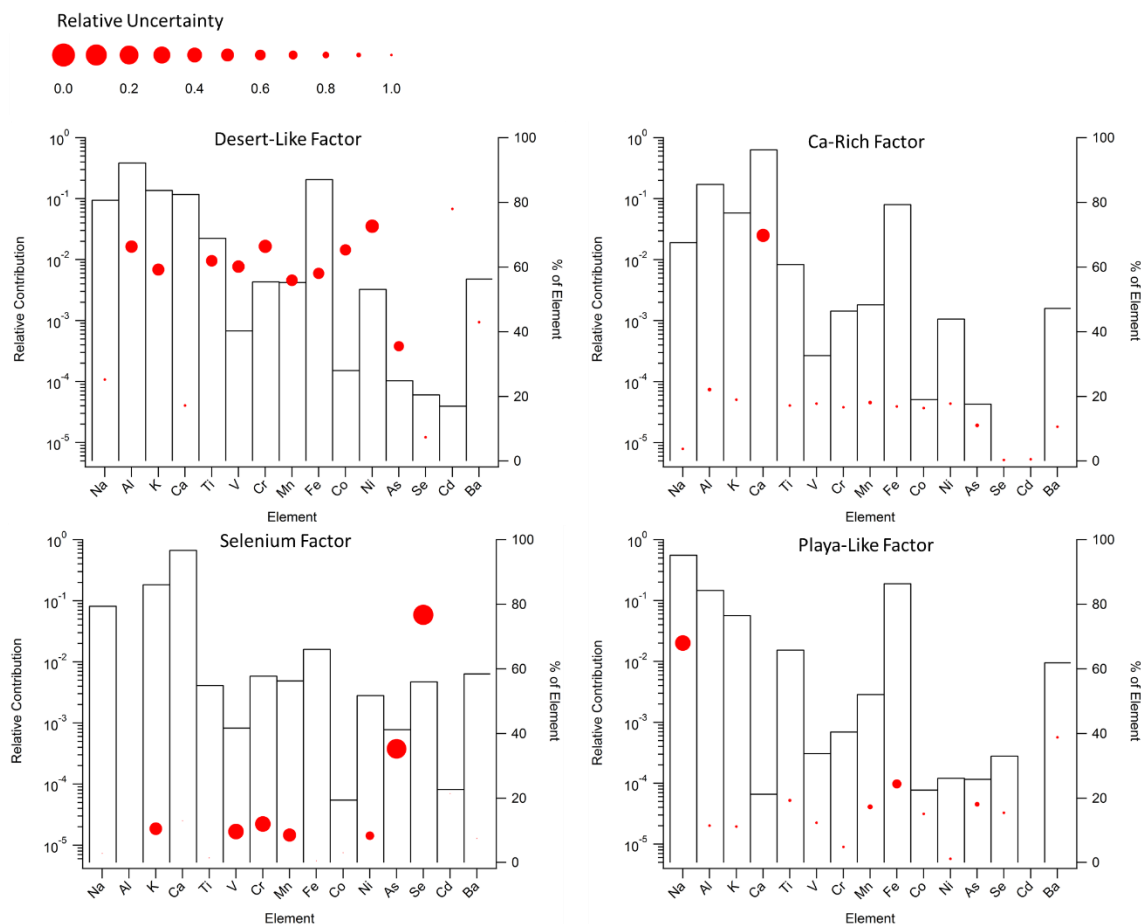 Relative Uncertainty
0.0 0.2 0.4 0.6 0.8 1.0
Desert-Like Factor
Relative Contribution
10^0
10^-1
10^-2
10^-3
10^-4
10^-5
100
80
60
40
20
0
% of Element
Na Al K Ca Ti V Cr Mn Fe Co Ni As Se Cd Ba
Element
Ca-Rich Factor
Relative Contribution
10^0
10^-1
10^-2
10^-3
10^-4
10^-5
100
80
60
40
20
0
% of Element
Na Al K Ca Ti V Cr Mn Fe Co Ni As Se Cd Ba
Element
Selenium Factor
Relative Contribution
10^0
10^-1
10^-2
10^-3
10^-4
10^-5
100
80
60
40
20
0
% of Element
Na Al K Ca Ti V Cr Mn Fe Co Ni As Se Cd Ba
Element
Playa-Like Factor
Relative Contribution
10^0
10^-1
10^-2
10^-3
10^-4
10^-5
100
80
60
40
20
0
% of Element
Na Al K Ca Ti V Cr Mn Fe Co Ni As Se Cd Ba
Element